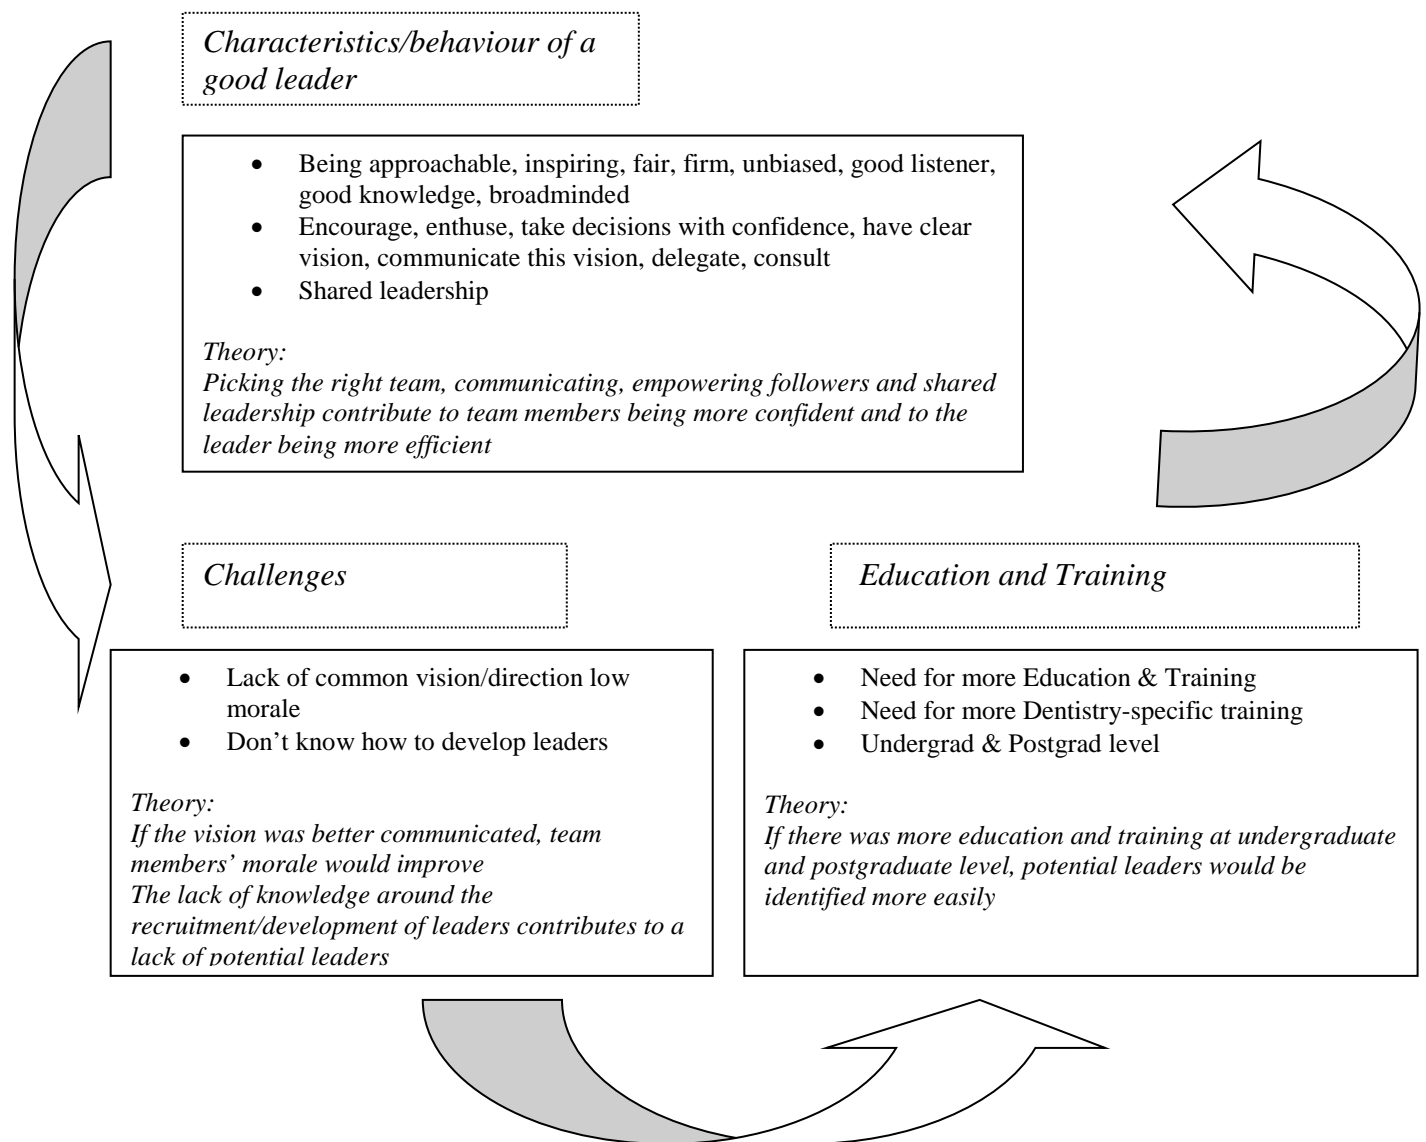 Characteristics/behaviour of a
good leader
• Being approachable, inspiring, fair, firm, unbiased, good listener,
good knowledge, broadminded
• Encourage, enthuse, take decisions with confidence, have clear
vision, communicate this vision, delegate, consult
• Shared leadership
Theory:
Picking the right team, communicating, empowering followers and shared
leadership contribute to team members being more confident and to the
leader being more efficient
Challenges
• Lack of common vision/direction low
morale
• Don’t know how to develop leaders
Theory:
If the vision was better communicated, team
members’ morale would improve
The lack of knowledge around the
recruitment/development of leaders contributes to a
lack of potential leaders
Education and Training
• Need for more Education & Training
• Need for more Dentistry-specific training
• Undergrad & Postgrad level
Theory:
If there was more education and training at undergraduate
and postgraduate level, potential leaders would be
identified more easily